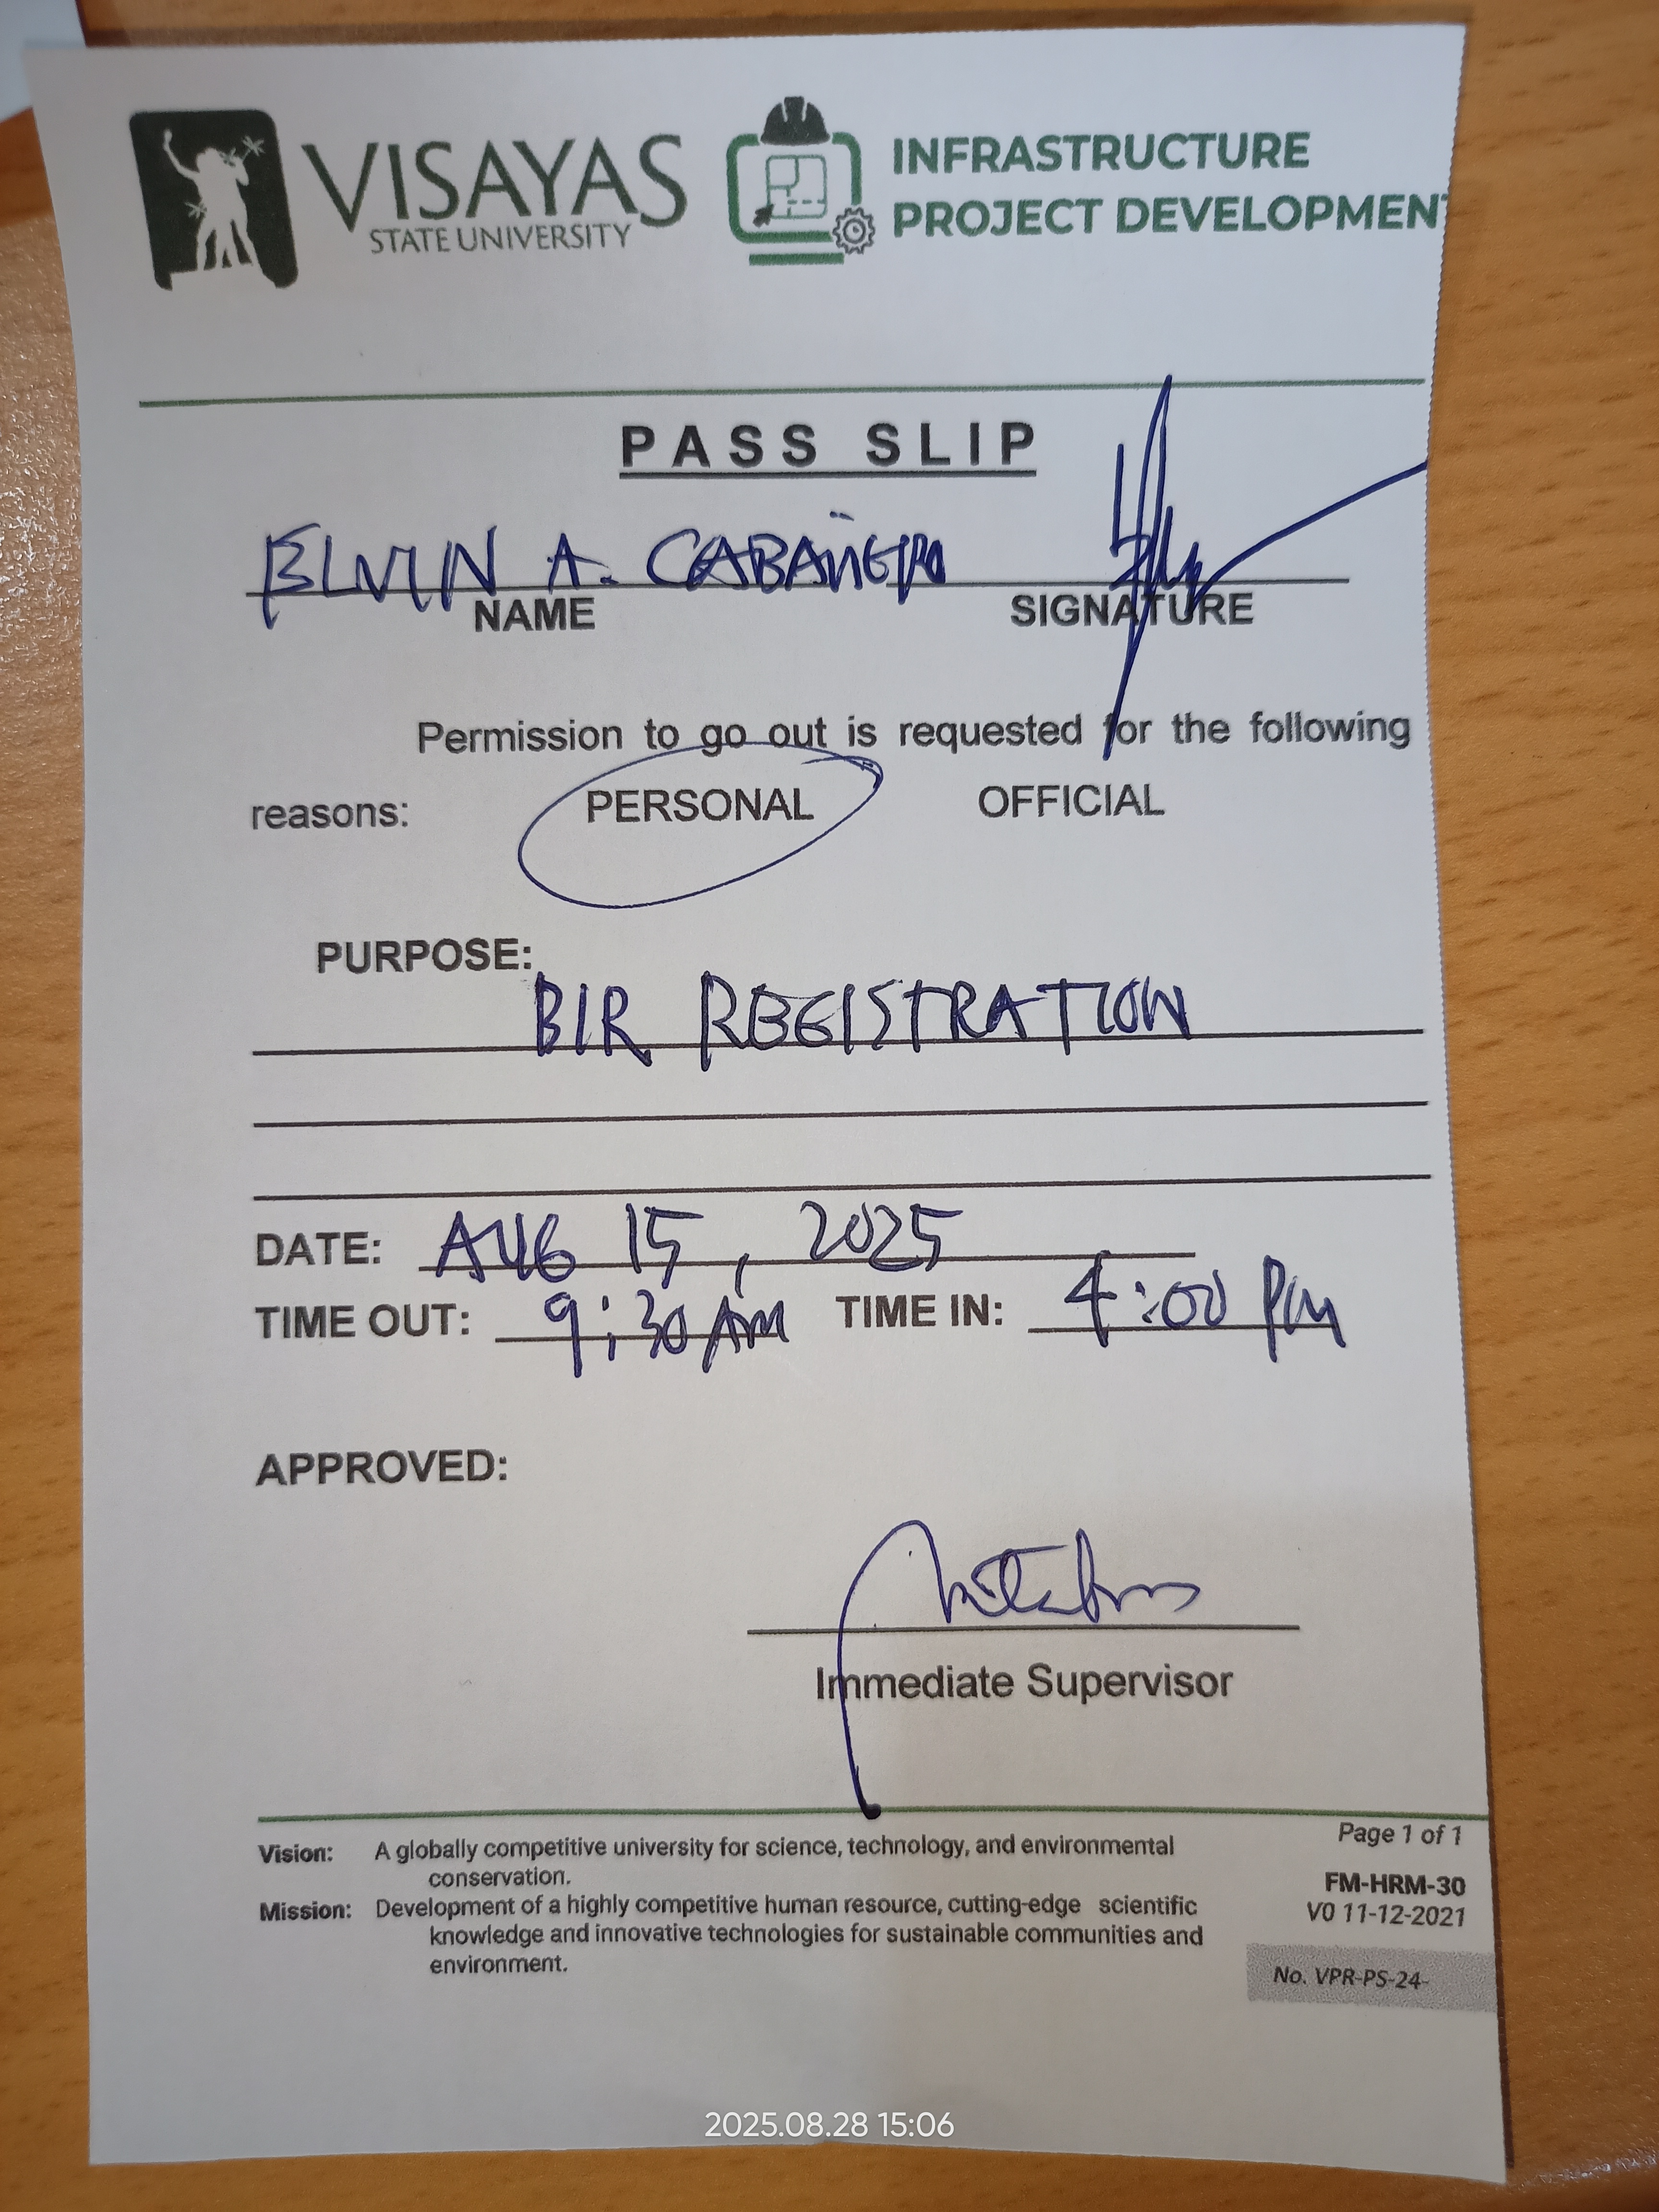 VISAYAS
STATE UNIVERSITY
INFRASTRUCTURE
PROJECT DEVELOPMENT
PASS SLIP
ELVIN A. CABAÑERO
NAME SIGNATURE
Permission to go out is requested for the following
reasons: PERSONAL OFFICIAL
PURPOSE:
BIR REGISTRATION
DATE: AUG 15, 2025
TIME OUT: 9:30 AM TIME IN: 4:00 PM
APPROVED:
Immediate Supervisor
Vision: A globally competitive university for science, technology, and environmental
conservation.
Mission: Development of a highly competitive human resource, cutting-edge scientific
knowledge and innovative technologies for sustainable communities and
environment.
Page 1 of 1
FM-HRM-30
V0 11-12-2021
No. VPR-PS-24-
2025.08.28 15:06